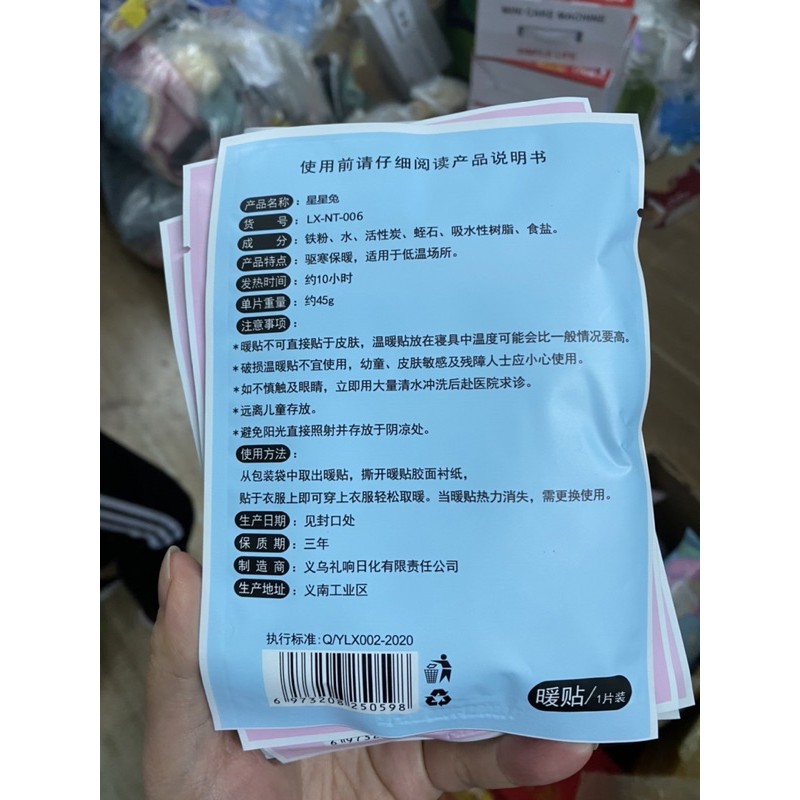 MINI CAKE MACHINE
SIMPLE LIFE
使用前请仔细阅读产品说明书
产品名称：星星兔
货号：LX-NT-006
成分：铁粉、水、活性炭、蛭石、吸水性树脂、食盐。
产品特点：驱寒保暖，适用于低温场所。
发热时间：约10小时
单片重量：约45g
注意事项：
*暖贴不可直接贴于皮肤，温暖贴放在寝具中温度可能会比一般情况要高。
*破损温暖贴不宜使用，幼童、皮肤敏感及残障人士应小心使用。
*如不慎触及眼睛，立即用大量清水冲洗后赴医院求诊。
*远离儿童存放。
*避免阳光直接照射并存放于阴凉处。
使用方法：
从包装袋中取出暖贴，撕开暖贴胶面衬纸，
贴于衣服上即可穿上衣服轻松取暖。当暖贴热力消失，需更换使用。
生产日期：见封口处
保质期：三年
制造商：义乌礼响日化有限责任公司
生产地址：义南工业区
执行标准:Q/YLX002-2020
6 973208 250598
暖贴/1片装
6 973